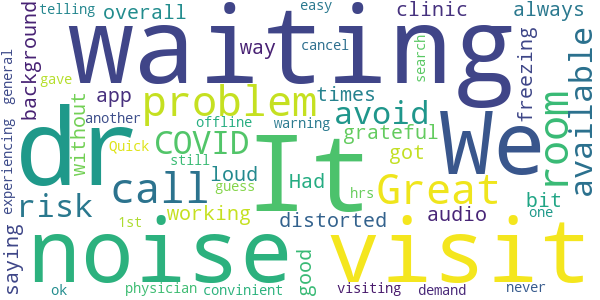 telling
overall
easy
clinic
always
waiting
background
general
gave
app
way
cancel
search
freezing
available
another
problem
times
without
offline
warning
avoid
dr
It
We
room
experiencing
Quick
COVID
grateful
still
loud
got
call
guess
Had
hrs
Great
bit
risk
working
audio
one
1st
distorted
saying
noise
good
visit
ok
physician
convinient
visiting
demand
never